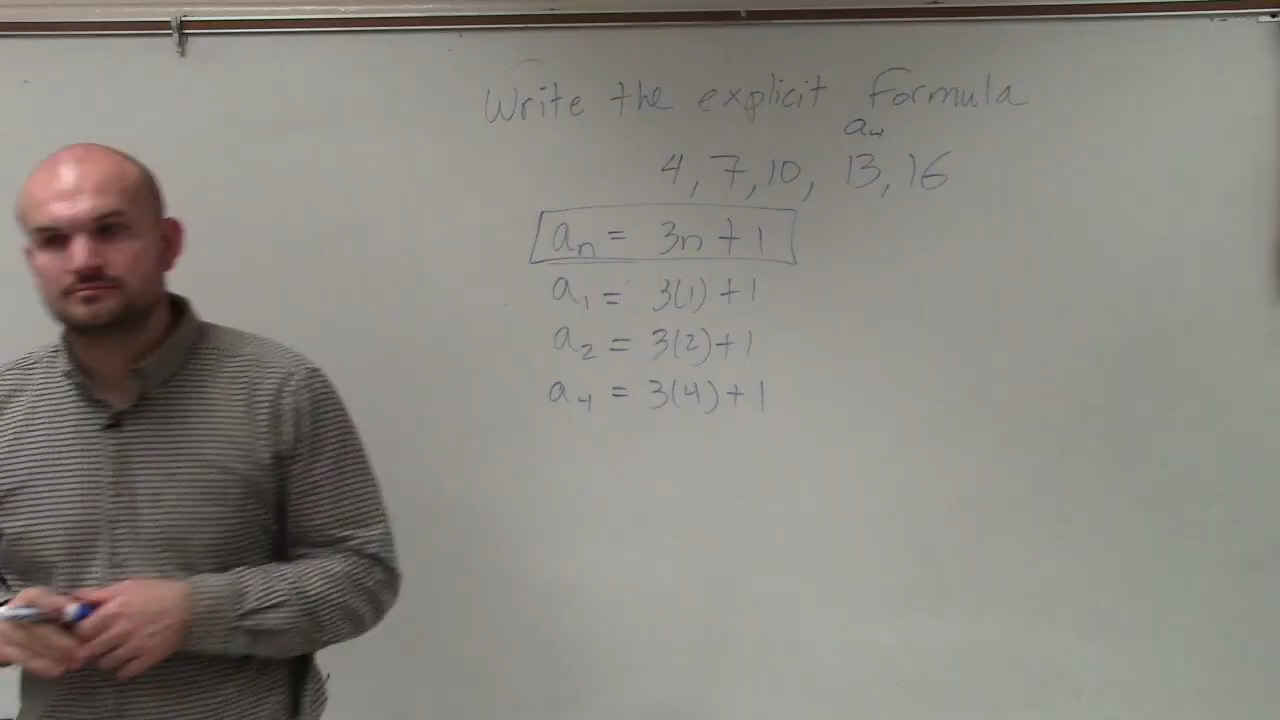 Write the explicit formula
a₄
4, 7, 10, 13, 16
aₙ = 3n + 1
a₁ = 3(1) + 1
a₂ = 3(2) + 1
a₄ = 3(4) + 1